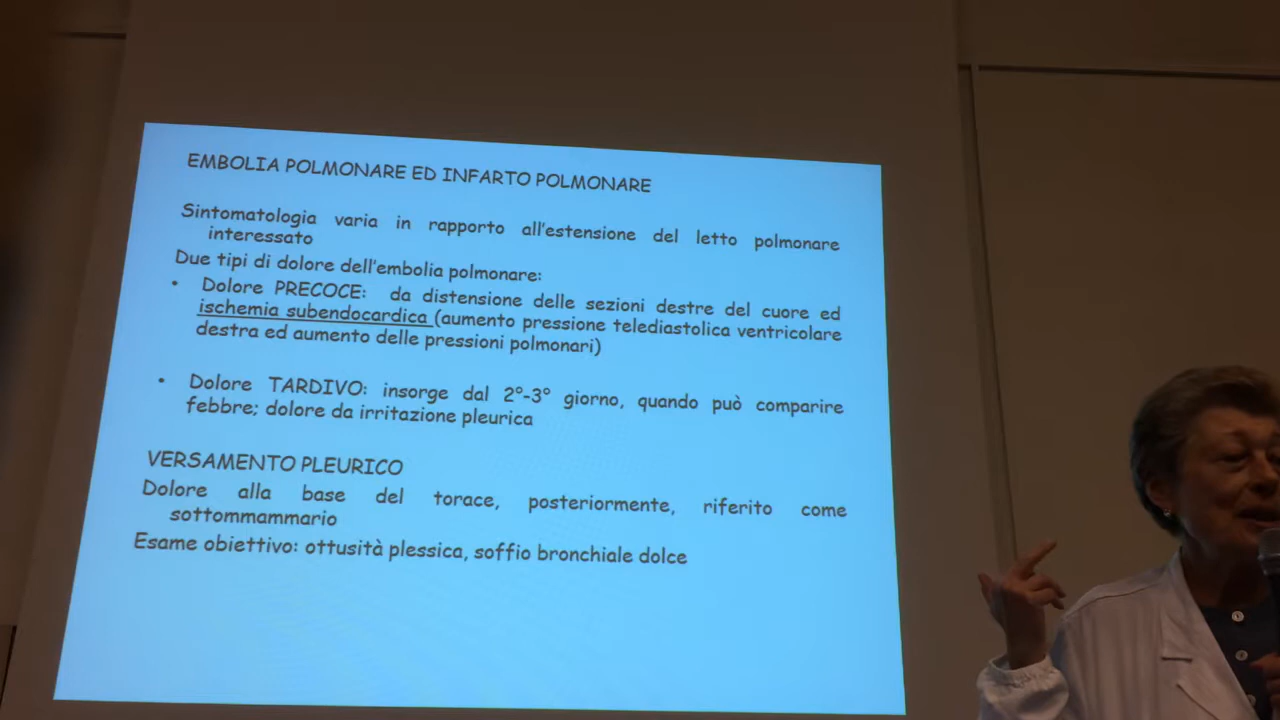 EMBOLIA POLMONARE ED INFARTO POLMONARE
Sintomatologia varia in rapporto all'estensione del letto polmonare
interessato
Due tipi di dolore dell'embolia polmonare:
• Dolore PRECOCE: da distensione delle sezioni destre del cuore ed
ischemia subendocardica (aumento pressione telediastolica ventricolare
destra ed aumento delle pressioni polmonari)
• Dolore TARDIVO: insorge dal 2°-3° giorno, quando può comparire
febbre; dolore da irritazione pleurica
VERSAMENTO PLEURICO
Dolore alla base del torace, posteriormente, riferito come
sottommammario
Esame obiettivo: ottusità plessica, soffio bronchiale dolce